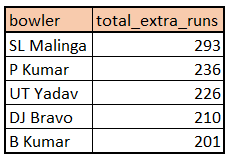 bowler total_extra_runs
SL Malinga 293
P Kumar 236
UT Yadav 226
DJ Bravo 210
B Kumar 201